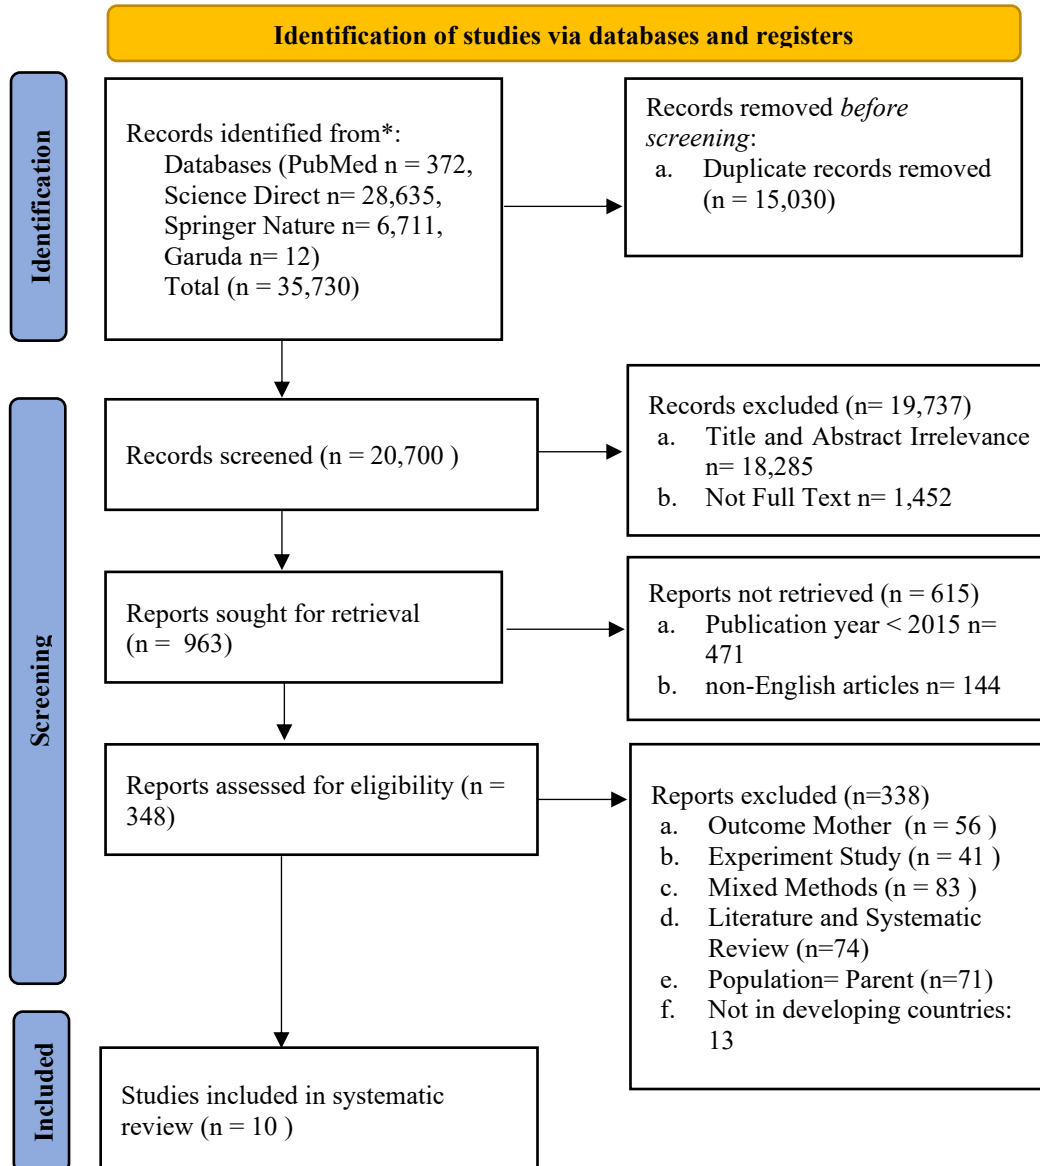 Identification of studies via databases and registers
Identification
Records identified from*:
Databases (PubMed n = 372,
Science Direct n= 28,635,
Springer Nature n= 6,711,
Garuda n= 12)
Total (n = 35,730)
Records removed before
screening:
a. Duplicate records removed
(n = 15,030)
Screening
Records screened (n = 20,700 )
Records excluded (n= 19,737)
a. Title and Abstract Irrelevance
n= 18,285
b. Not Full Text n= 1,452
Reports sought for retrieval
(n = 963)
Reports not retrieved (n = 615)
a. Publication year < 2015 n=
471
b. non-English articles n= 144
Reports assessed for eligibility (n =
348)
Reports excluded (n=338)
a. Outcome Mother (n = 56 )
b. Experiment Study (n = 41 )
c. Mixed Methods (n = 83 )
d. Literature and Systematic
Review (n=74)
e. Population= Parent (n=71)
f. Not in developing countries:
13
Included
Studies included in systematic
review (n = 10 )